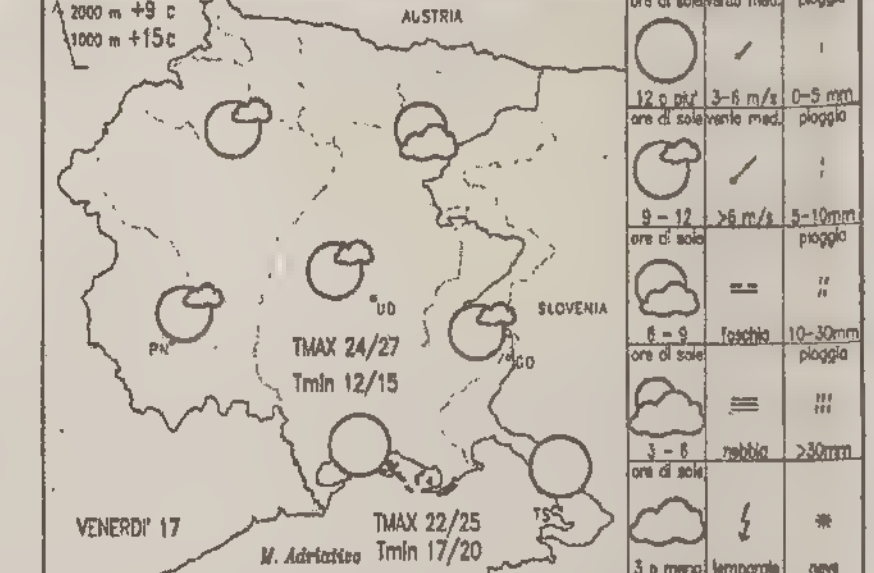 2000 m +9 c
1000 m +15c
AUSTRIA
UD
PN
SLOVENIA
GO
TMAX 24/27
Tmin 12/15
TS
VENERDI' 17
TMAX 22/25
Tmin 17/20
M. Adriatico
ore di sole vento med. pioggia
12 o piu' 3-6 m/s 0-5 mm
ore di sole vento med. pioggia
9 - 12 >6 m/s 5-10mm
ore di sole pioggia
6 - 9 foschia 10-30mm
ore di sole pioggia
3 - 6 nebbia >30mm
ore di sole
3 o meno temporale neve